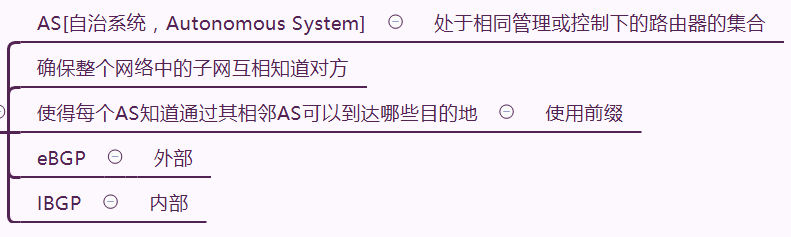 AS[自治系统，Autonomous System] 处于相同管理或控制下的路由器的集合
确保整个网络中的子网互相知道对方
使得每个AS知道通过其相邻AS可以到达哪些目的地 使用前缀
eBGP 外部
IBGP 内部